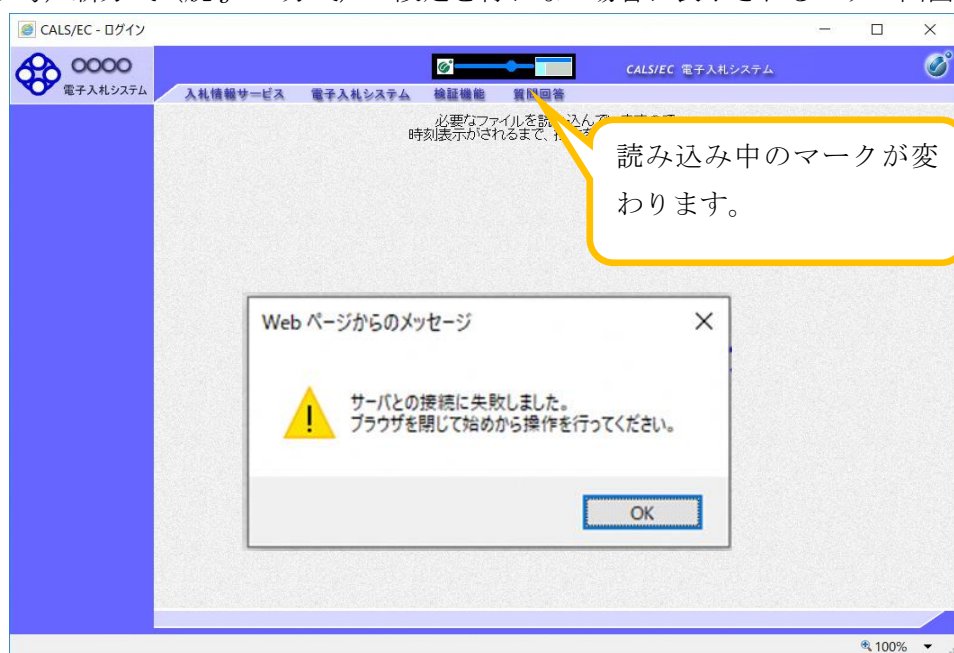 CALS/EC - ログイン
〇〇〇〇
電子入札システム
CALS/EC 電子入札システム
入札情報サービス 電子入札システム 検証機能 質問回答
必要なファイルを読み込んで
時刻表示がされるまで、
読み込み中のマークが変
わります。
Web ページからのメッセージ
サーバとの接続に失敗しました。
ブラウザを閉じて始めから操作を行ってください。
OK
100%